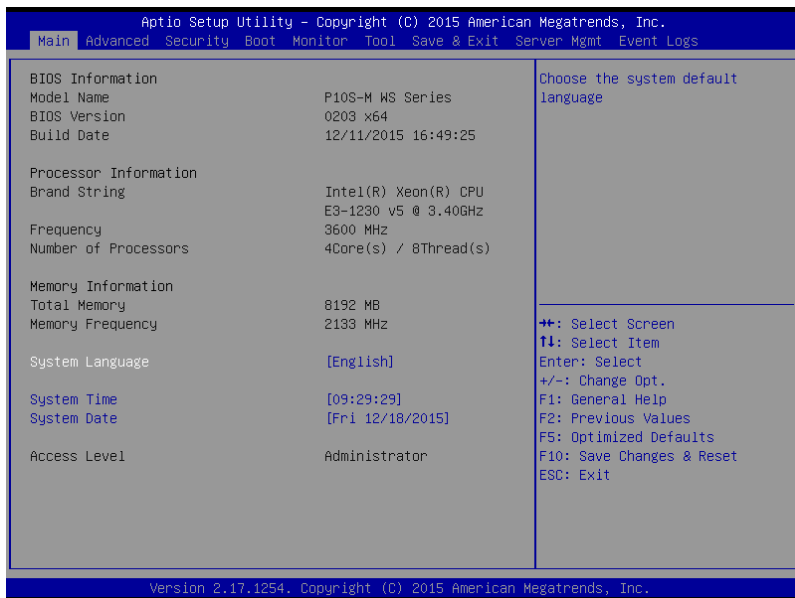 Aptio Setup Utility – Copyright (C) 2015 American Megatrends, Inc.
Main Advanced Security Boot Monitor Tool Save & Exit Server Mgmt Event Logs
BIOS Information
Model Name P10S-M WS Series
BIOS Version 0203 x64
Build Date 12/11/2015 16:49:25
Processor Information
Brand String Intel(R) Xeon(R) CPU
E3-1230 v5 @ 3.40GHz
Frequency 3600 MHz
Number of Processors 4Core(s) / 8Thread(s)
Memory Information
Total Memory 8192 MB
Memory Frequency 2133 MHz
System Language [English]
System Time [09:29:29]
System Date [Fri 12/18/2015]
Access Level Administrator
Choose the system default
language
→←: Select Screen
↑↓: Select Item
Enter: Select
+/-: Change Opt.
F1: General Help
F2: Previous Values
F5: Optimized Defaults
F10: Save Changes & Reset
ESC: Exit
Version 2.17.1254. Copyright (C) 2015 American Megatrends, Inc.